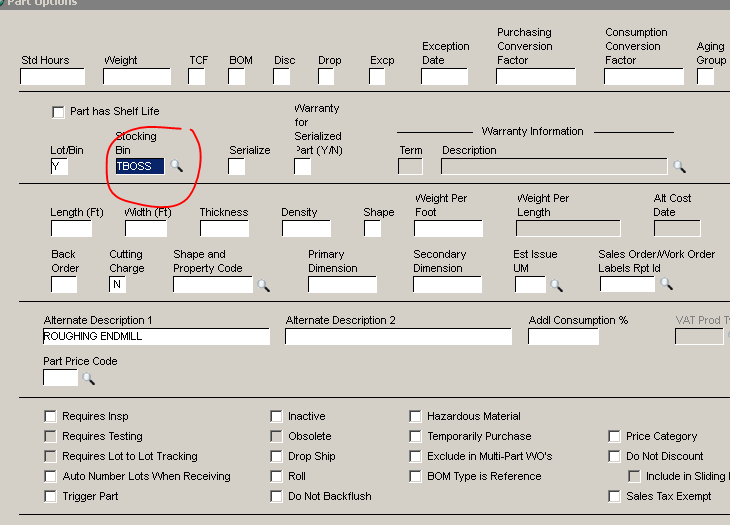 Part Options
Std Hours Weight TCF BOM Disc Drop Excp Exception Date Purchasing Conversion Factor Consumption Conversion Factor Aging Group
Part has Shelf Life
Lot/Bin Stocking Bin Serialize Warranty for Serialized Part (Y/N) Warranty Information Term Description
Y TBOSS
Length (Ft) Width (Ft) Thickness Density Shape Weight Per Foot Weight Per Length Alt Cost Date
Back Order Cutting Charge Shape and Property Code Primary Dimension Secondary Dimension Est Issue UM Sales Order/Work Order Labels Rpt Id
N
Alternate Description 1 Alternate Description 2 Addl Consumption % VAT Prod T
ROUGHING ENDMILL
Part Price Code
Requires Insp Inactive Hazardous Material
Requires Testing Obsolete Temporarily Purchase Price Category
Requires Lot to Lot Tracking Drop Ship Exclude in Multi-Part WO's Do Not Discount
Auto Number Lots When Receiving Roll BOM Type is Reference Include in Sliding
Trigger Part Do Not Backflush Sales Tax Exempt